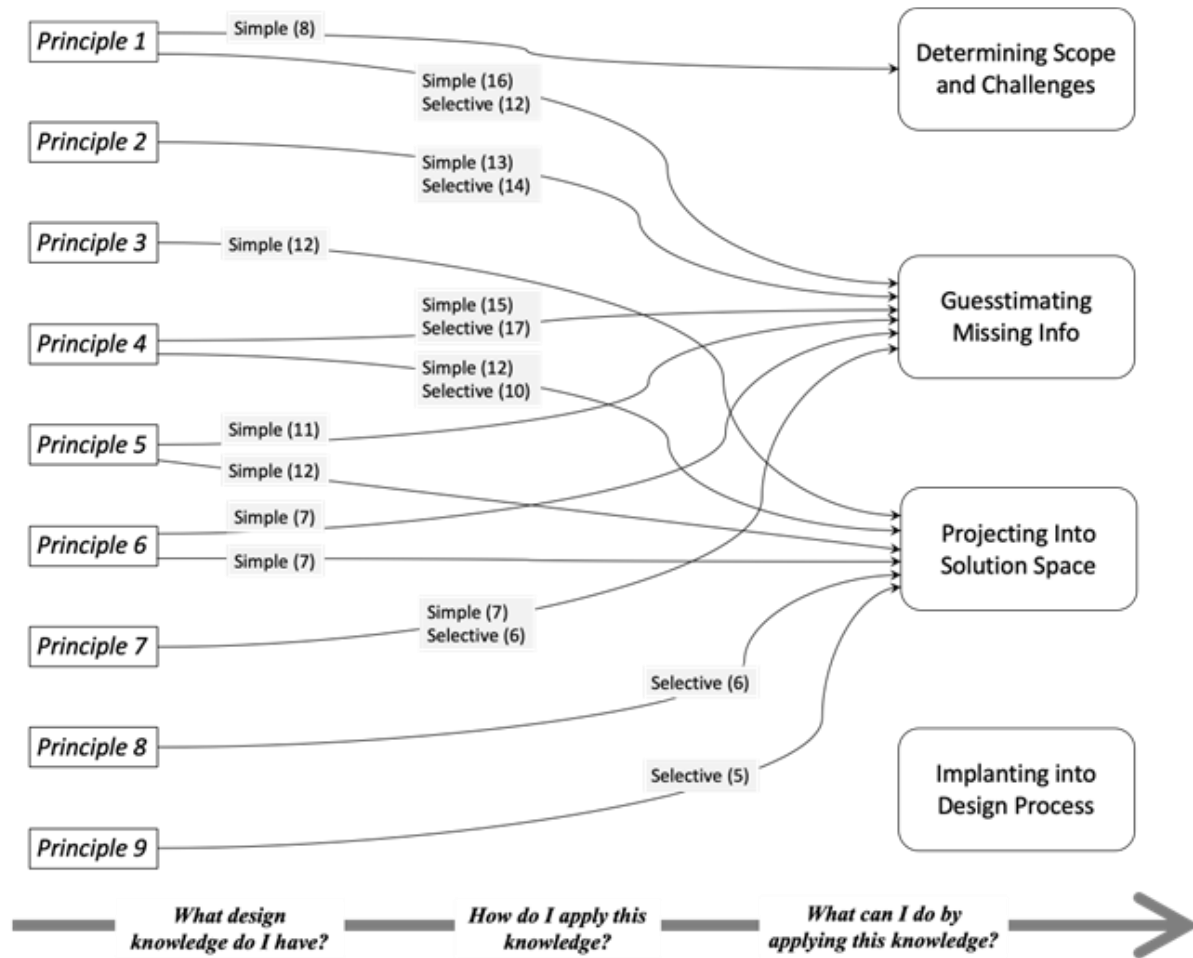 Principle 1
Simple (8)
Determining Scope
and Challenges
Simple (16)
Selective (12)
Principle 2
Simple (13)
Selective (14)
Principle 3
Simple (12)
Guesstimating
Missing Info
Principle 4
Simple (15)
Selective (17)
Simple (12)
Selective (10)
Principle 5
Simple (11)
Simple (12)
Principle 6
Simple (7)
Simple (7)
Projecting Into
Solution Space
Principle 7
Simple (7)
Selective (6)
Principle 8
Selective (6)
Implanting into
Design Process
Principle 9
Selective (5)
What design
knowledge do I have?
How do I apply this
knowledge?
What can I do by
applying this knowledge?